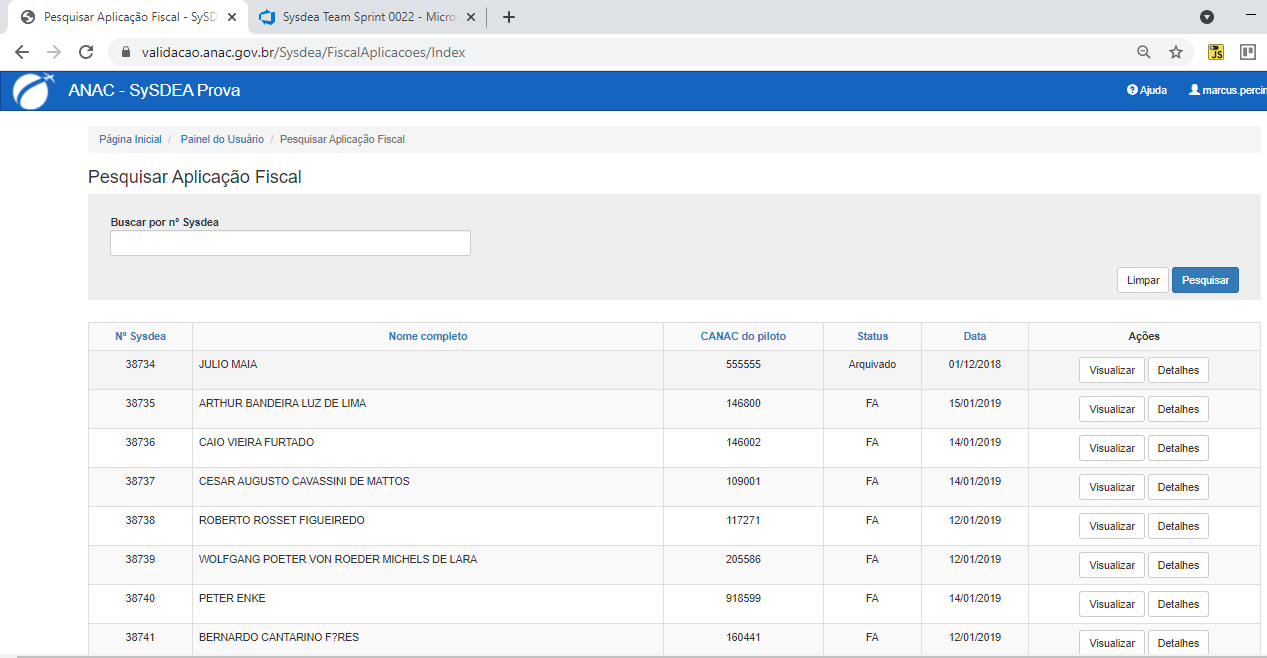 Pesquisar Aplicação Fiscal - SySD
Sysdea Team Sprint 0022 - Micro
validacao.anac.gov.br/Sysdea/FiscalAplicacoes/Index
JS
ANAC - SySDEA Prova
Ajuda
marcus.percin
Página Inicial / Painel do Usuário / Pesquisar Aplicação Fiscal
Pesquisar Aplicação Fiscal
Buscar por nº Sysdea
Limpar Pesquisar
Nº Sysdea Nome completo CANAC do piloto Status Data Ações
38734 JULIO MAIA 555555 Arquivado 01/12/2018 Visualizar Detalhes
38735 ARTHUR BANDEIRA LUZ DE LIMA 146800 FA 15/01/2019 Visualizar Detalhes
38736 CAIO VIEIRA FURTADO 146002 FA 14/01/2019 Visualizar Detalhes
38737 CESAR AUGUSTO CAVASSINI DE MATTOS 109001 FA 14/01/2019 Visualizar Detalhes
38738 ROBERTO ROSSET FIGUEIREDO 117271 FA 12/01/2019 Visualizar Detalhes
38739 WOLFGANG POETER VON ROEDER MICHELS DE LARA 205586 FA 12/01/2019 Visualizar Detalhes
38740 PETER ENKE 918599 FA 14/01/2019 Visualizar Detalhes
38741 BERNARDO CANTARINO F?RES 160441 FA 12/01/2019 Visualizar Detalhes